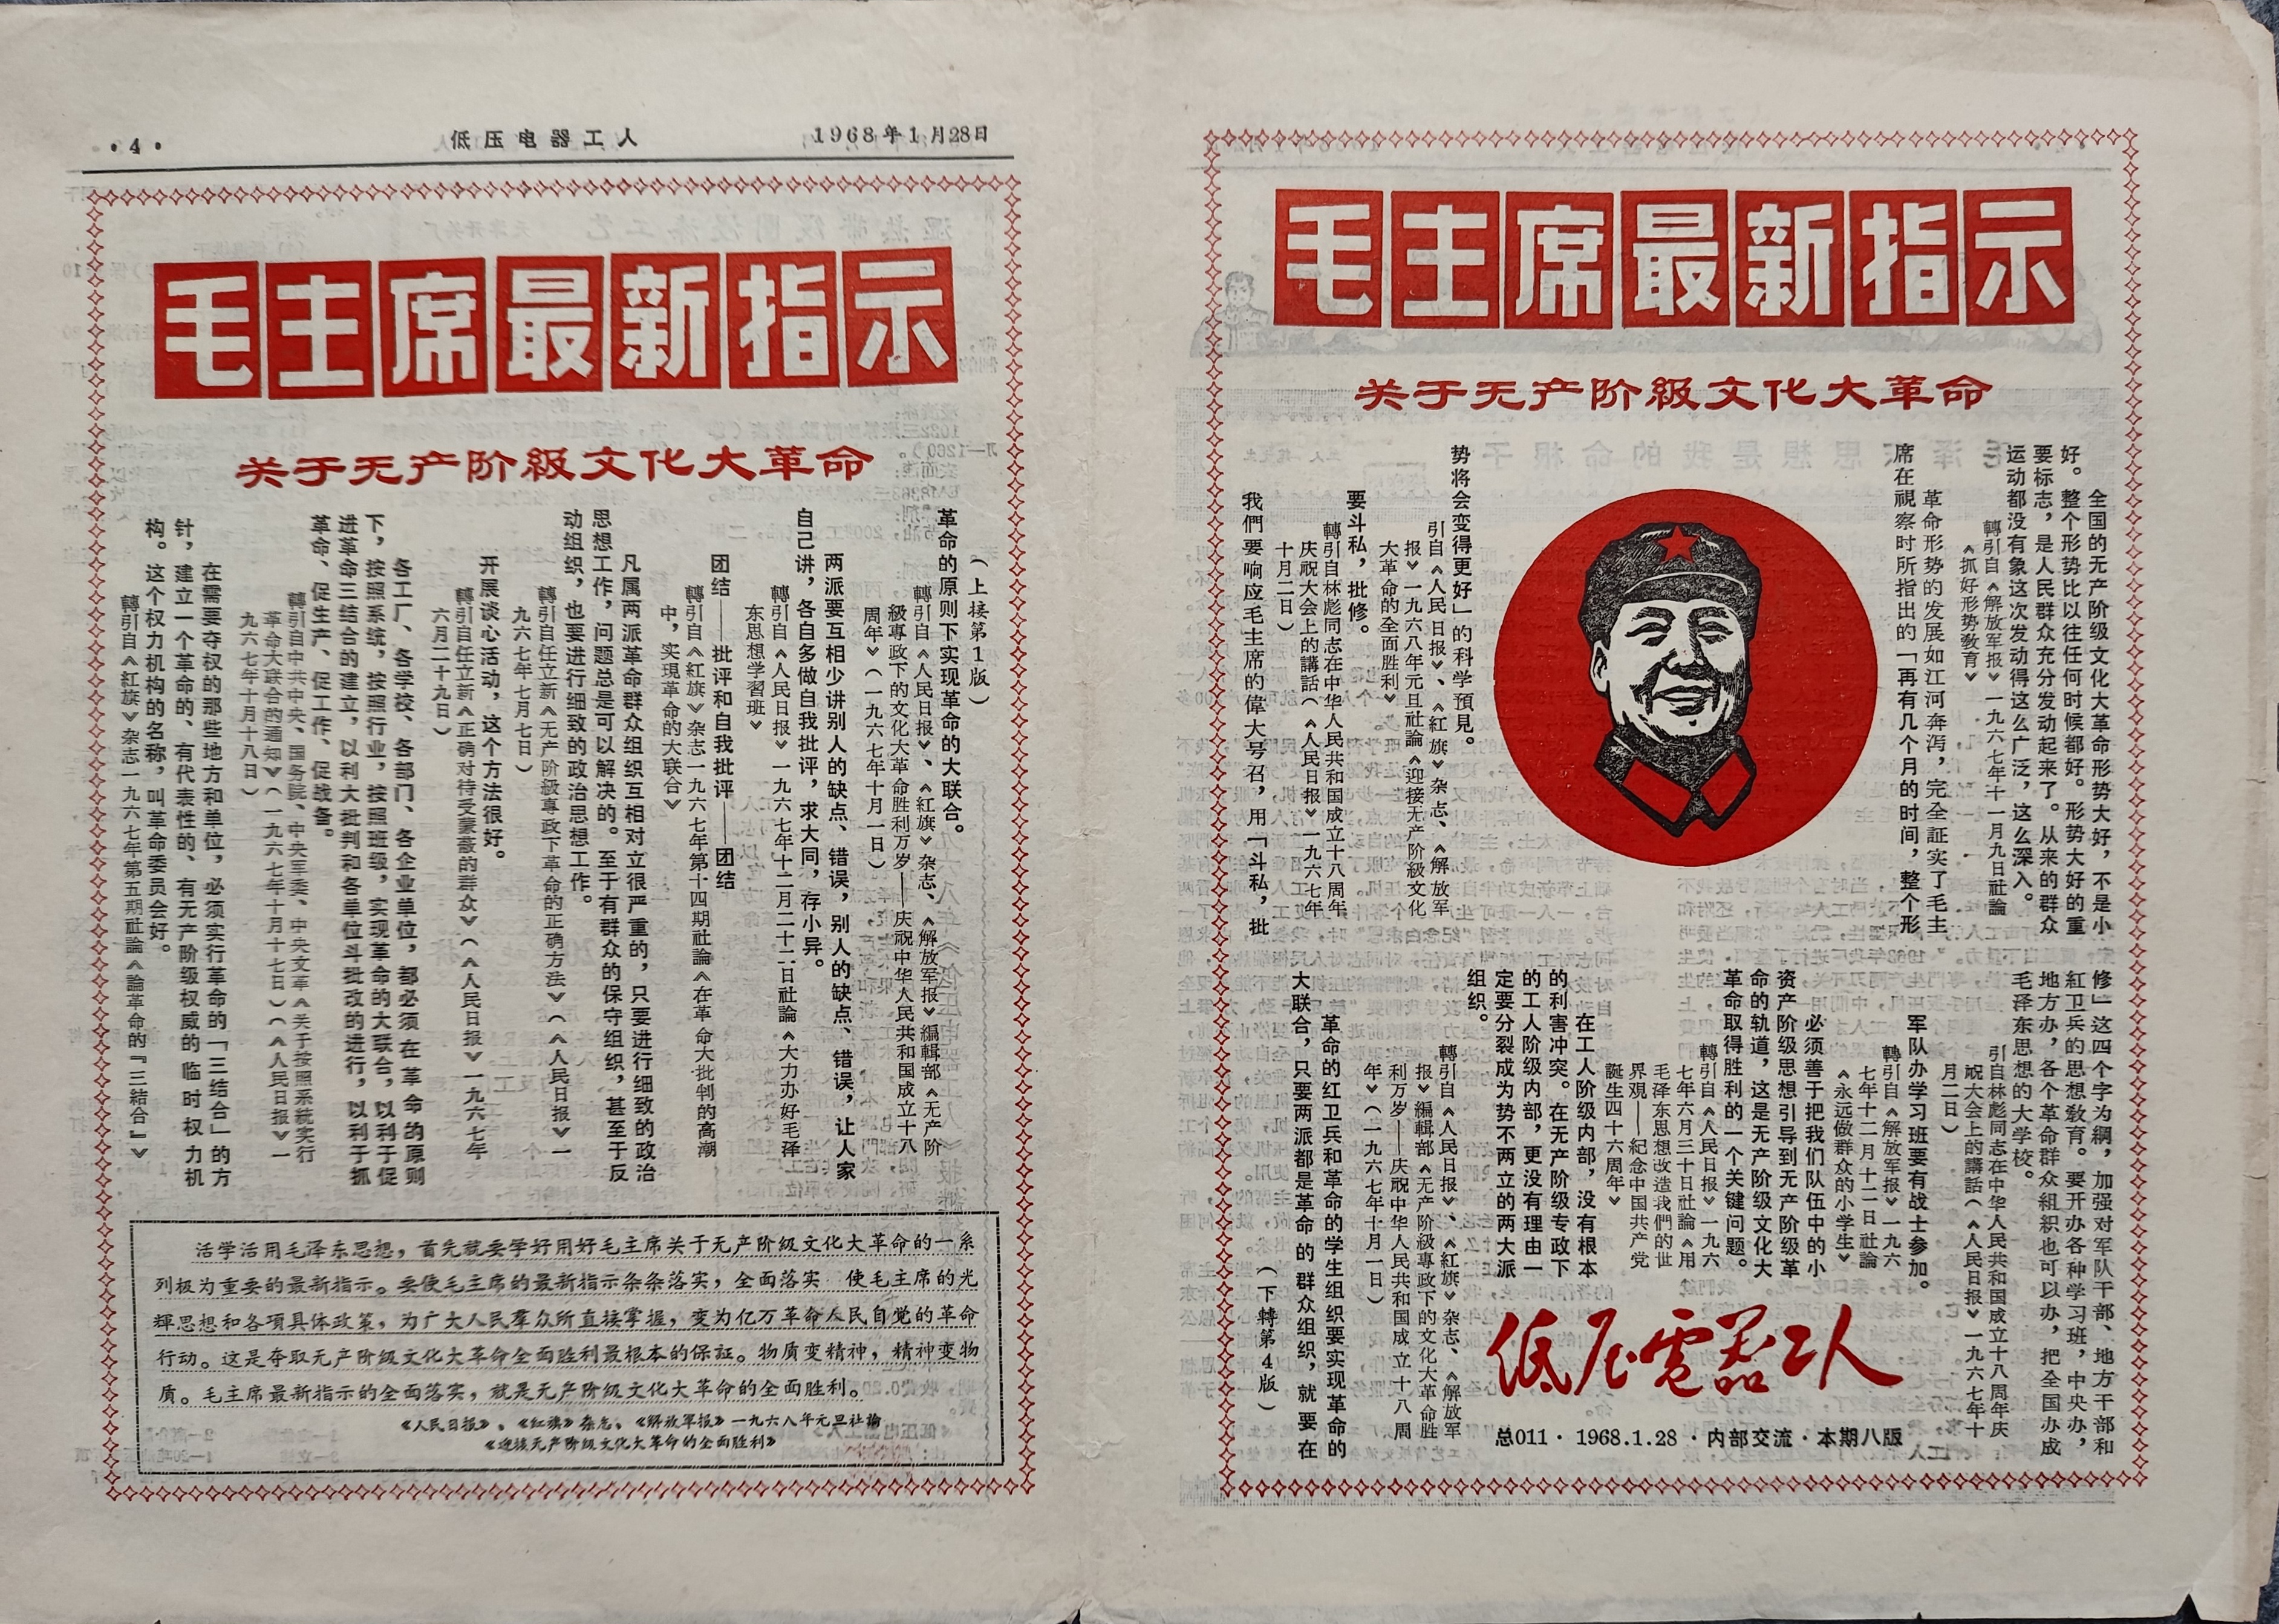 毛主席最新指示
关于无产阶級文化大革命
全国的无产阶级文化大革命形势大好，不是小
好。整个形势比以往任何时候都好。形势大好的重
要标志，是人民群众充分发动起来了。从来的群众
运动都没有象这次发动得这么广泛，这么深入。
轉引自《解放军报》一九六七年十一月九日社論
《抓好形势敎育》
革命形势的发展如江河奔泻，完全証实了毛主
席在視察时所指出的「再有几个月的时间，整个形
势将会变得更好」的科学預見。
引自《人民日报》、《紅旗》杂志、《解放军
报》一九六八年元旦社論《迎接无产阶級文化
大革命的全面胜利》
要斗私，批修。
轉引自林彪同志在中华人民共和国成立十八周年
庆祝大会上的講話（《人民日报》一九六七年
十月二日）
我們要响应毛主席的偉大号召，用「斗私，批
修」这四个字为綱，加强对军队干部、地方干部和
紅卫兵的思想敎育。要开办各种学习班，中央办，
地方办，各个革命群众组织也可以办，把全国办成
毛泽东思想的大学校。
引自林彪同志在中华人民共和国成立十八周年庆
祝大会上的講話（《人民日报》一九六七年十
月二日）
军队办学习班要有战士参加。
轉引自《解放军报》一九六
七年十二月十一日社論
《永远做群众的小学生》
必须善于把我们队伍中的小
资产阶级思想引导到无产阶级革
命的轨道，这是无产阶级文化大
革命取得胜利的一个关键问题。
轉引自《人民日报》一九六
七年六月三十日社論《用
毛泽东思想改造我們的世
界观——紀念中国共产党
誕生四十六周年》
在工人阶级内部，没有根本
的利害冲突。在无产阶级专政下
的工人阶级内部，更没有理由一
定要分裂成为势不两立的两大派
组织。
轉引自《人民日报》、《紅旗》杂志、《解放军
报》編輯部《无产阶級專政下的文化大革命胜
利万岁——庆祝中华人民共和国成立十八周
年》（一九六七年十月一日）
革命的红卫兵和革命的学生组织要实现革命的
大联合，只要两派都是革命的群众组织，就要在
（下轉第4版）
低压電器工人
总011·1968.1.28·内部交流·本期八版
·4·
低压电器工人
1968年1月28日
毛主席最新指示
关于无产阶級文化大革命
（上接第1版）
革命的原则下实现革命的大联合。
轉引自《人民日报》、《紅旗》杂志、《解放军报》編輯部《无产阶
級專政下的文化大革命胜利万岁——庆祝中华人民共和国成立十八
周年》（一九六七年十月一日）
两派要互相少讲别人的缺点、错误，别人的缺点、错误，让人家
自己讲，各自多做自我批评，求大同，存小异。
轉引自《人民日报》一九六七年十二月二十二日社論《大力办好毛泽
东思想学習班》
团结——批评和自我批评——团结
轉引自《紅旗》杂志一九六七年第十四期社論《在革命大批判的高潮
中，实現革命的大联合》
凡属两派革命群众组织互相对立很严重的，只要进行细致的政治
思想工作，问题总是可以解决的。至于有群众的保守组织，甚至于反
动组织，也要进行细致的政治思想工作。
轉引自任立新《无产阶級專政下革命的正确方法》（《人民日报》一
九六七年七月七日）
开展谈心活动，这个方法很好。
轉引自任立新《正确对待受蒙蔽的群众》（《人民日报》一九六七年
六月二十九日）
各工厂、各学校、各部门、各企业单位，都必须在革命的原则
下，按照系统，按照行业，按照班级，实现革命的大联合，以利于促
进革命三结合的建立，以利大批判和各单位斗批改的进行，以利于抓
革命、促生产、促工作、促战备。
轉引自中共中央、国务院、中央军委、中央文革《关于按照系統实行
革命大联合的通知》（一九六七年十月十七日）（《人民日报》一
九六七年十月十八日）
在需要夺权的那些地方和单位，必须实行革命的「三结合」的方
针，建立一个革命的、有代表性的、有无产阶级权威的临时权力机
构。这个权力机构的名称，叫革命委员会好。
轉引自《紅旗》杂志一九六七年第五期社論《論革命的「三結合」》
活学活用毛泽东思想，首先就要学好用好毛主席关于无产阶级文化大革命的一系
列极为重要的最新指示。要使毛主席的最新指示条条落实，全面落实 使毛主席的光
辉思想和各項具体政策，为广大人民羣众所直接掌握，变为亿万革命人民自觉的革命
行动。这是夺取无产阶级文化大革命全面胜利最根本的保证。物质变精神，精神变物
质。毛主席最新指示的全面落实，就是无产阶级文化大革命的全面胜利。
《人民日报》、《红旗》杂志、《解放军报》一九六八年元旦社论
《迎接无产阶级文化大革命的全面胜利》